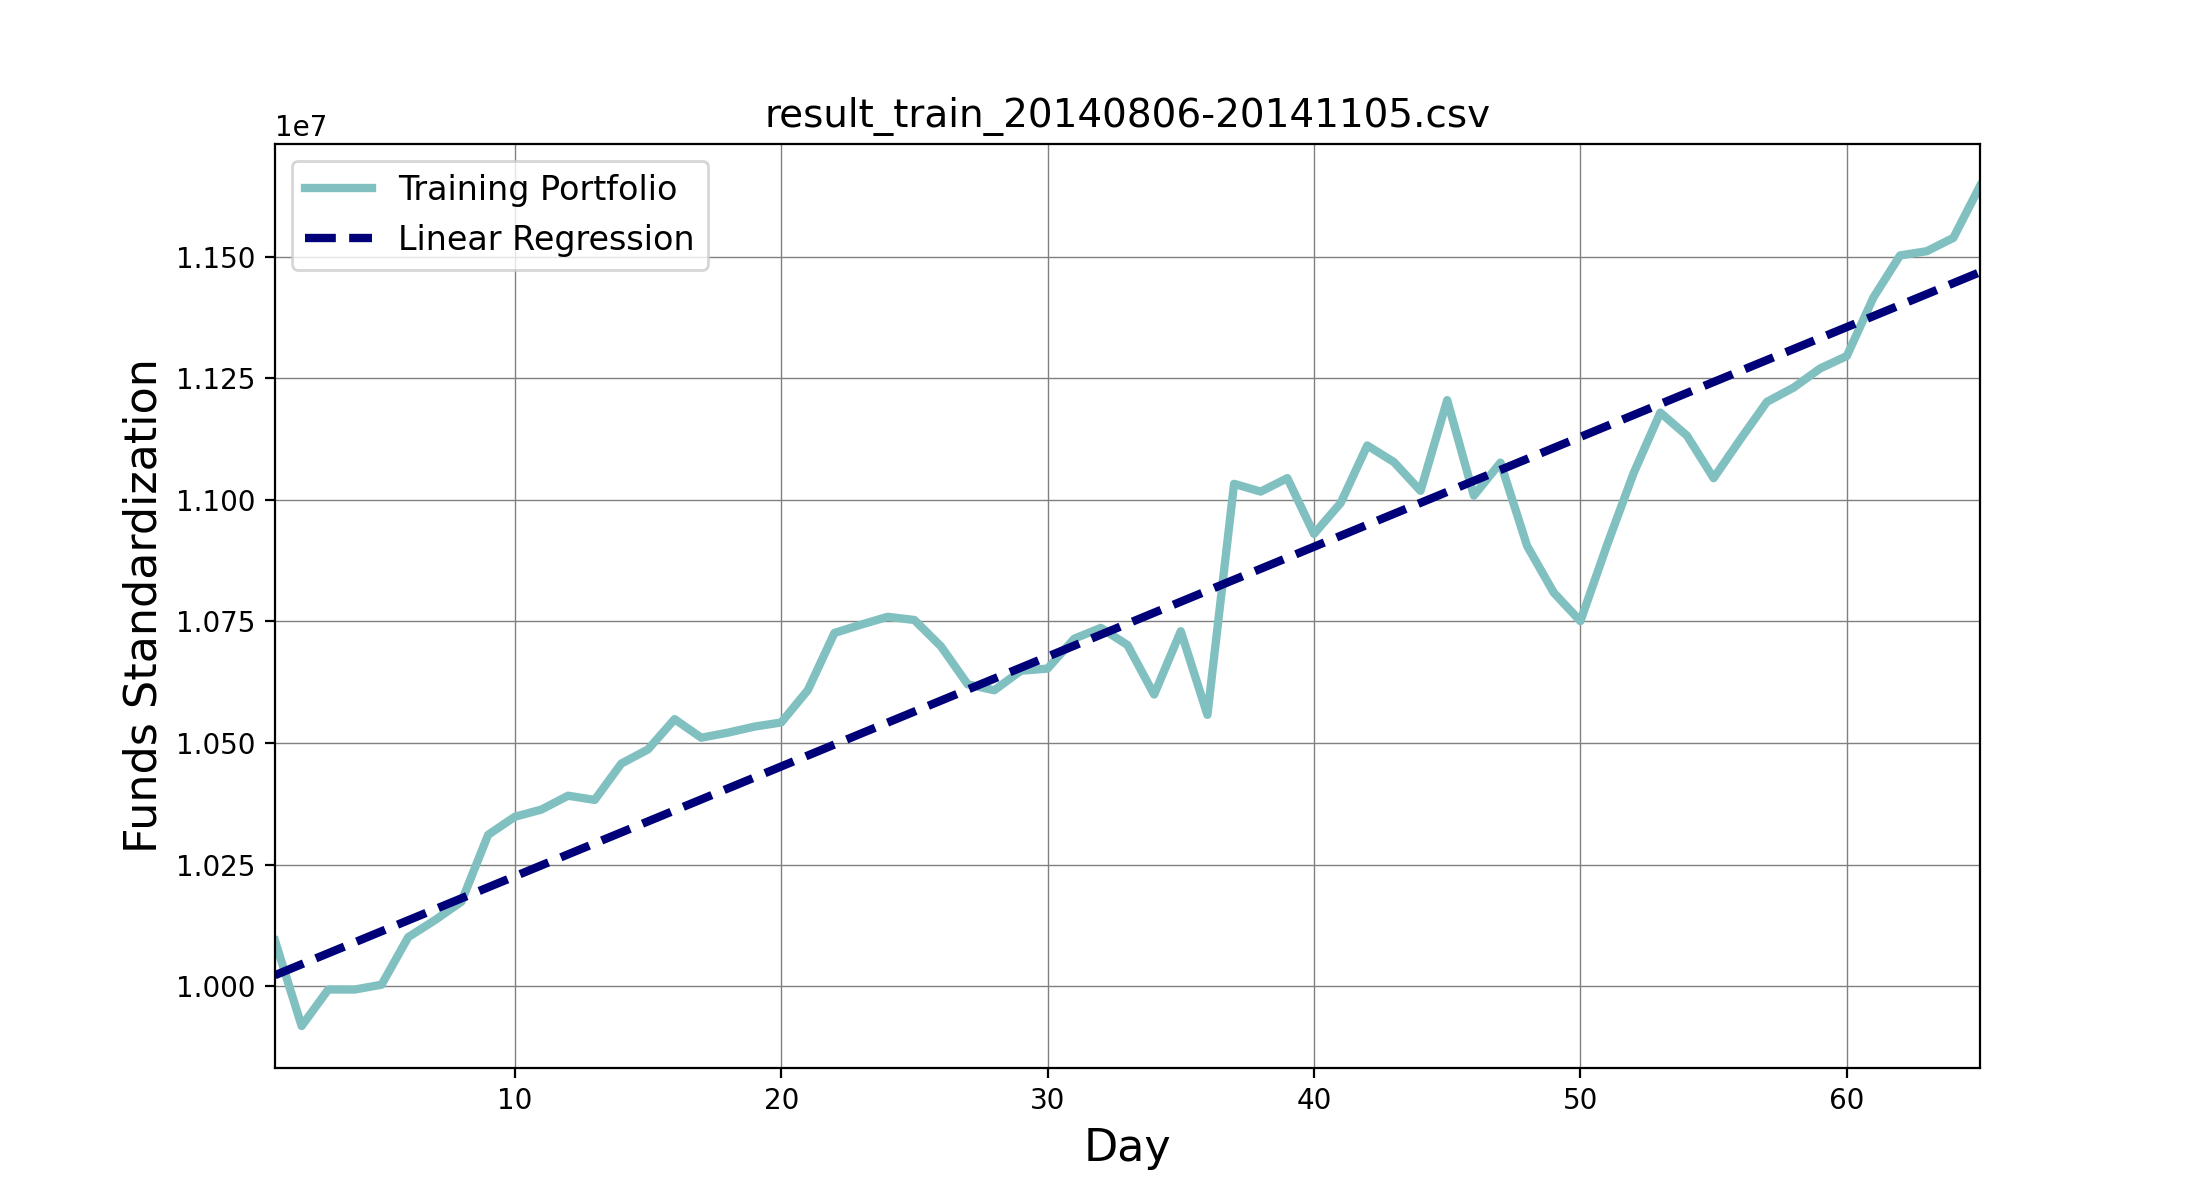 result_train_20140806-20141105.csv
1e7
Training Portfolio
Linear Regression
1.150
1.125
1.100
1.075
1.050
1.025
1.000
Funds Standardization
10 20 30 40 50 60
Day